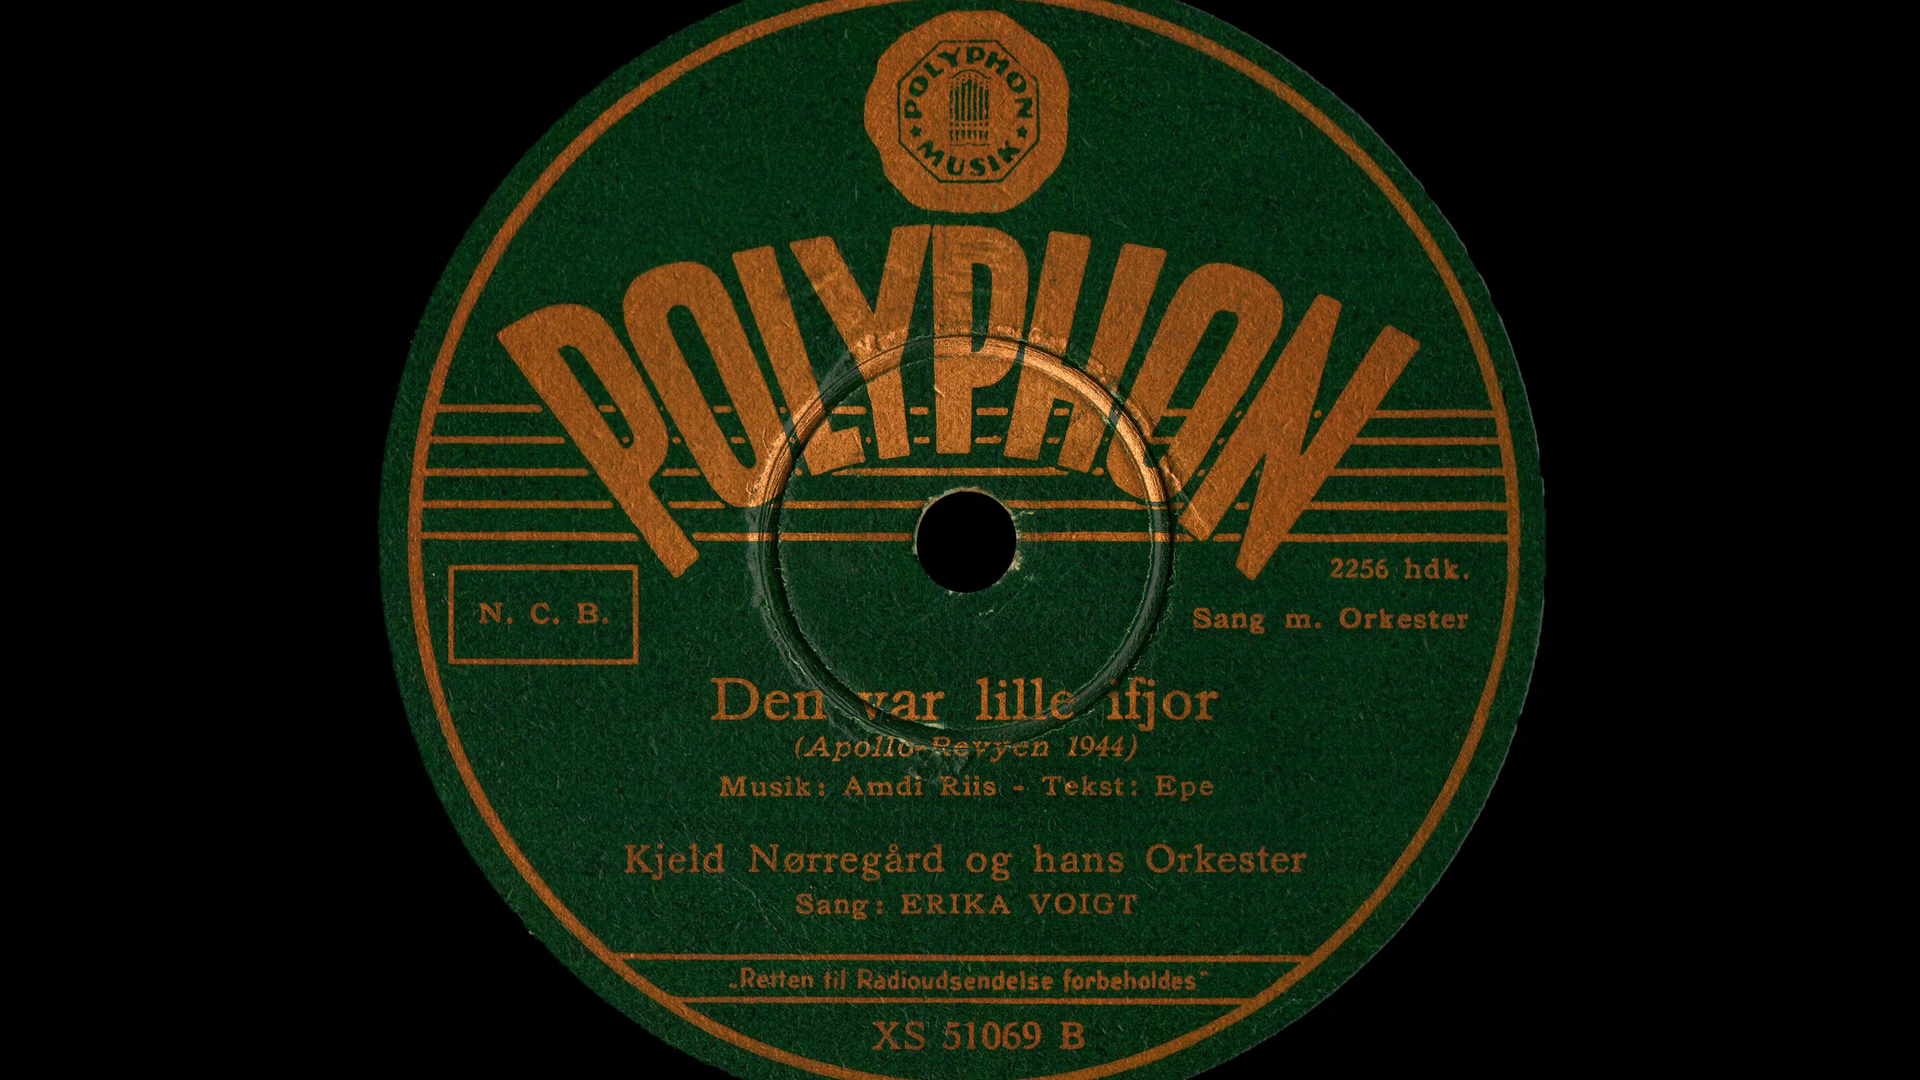 POLYPHON
MUSIK
POLYPHON
2256 hdk.
N. C. B.
Sang m. Orkester
Den var lille ifjor
(Apollo-Revyen 1944)
Musik: Amdi Riis - Tekst: Epe
Kjeld Nørregård og hans Orkester
Sang: ERIKA VOIGT
„Retten til Radioudsendelse forbeholdes"
XS 51069 B